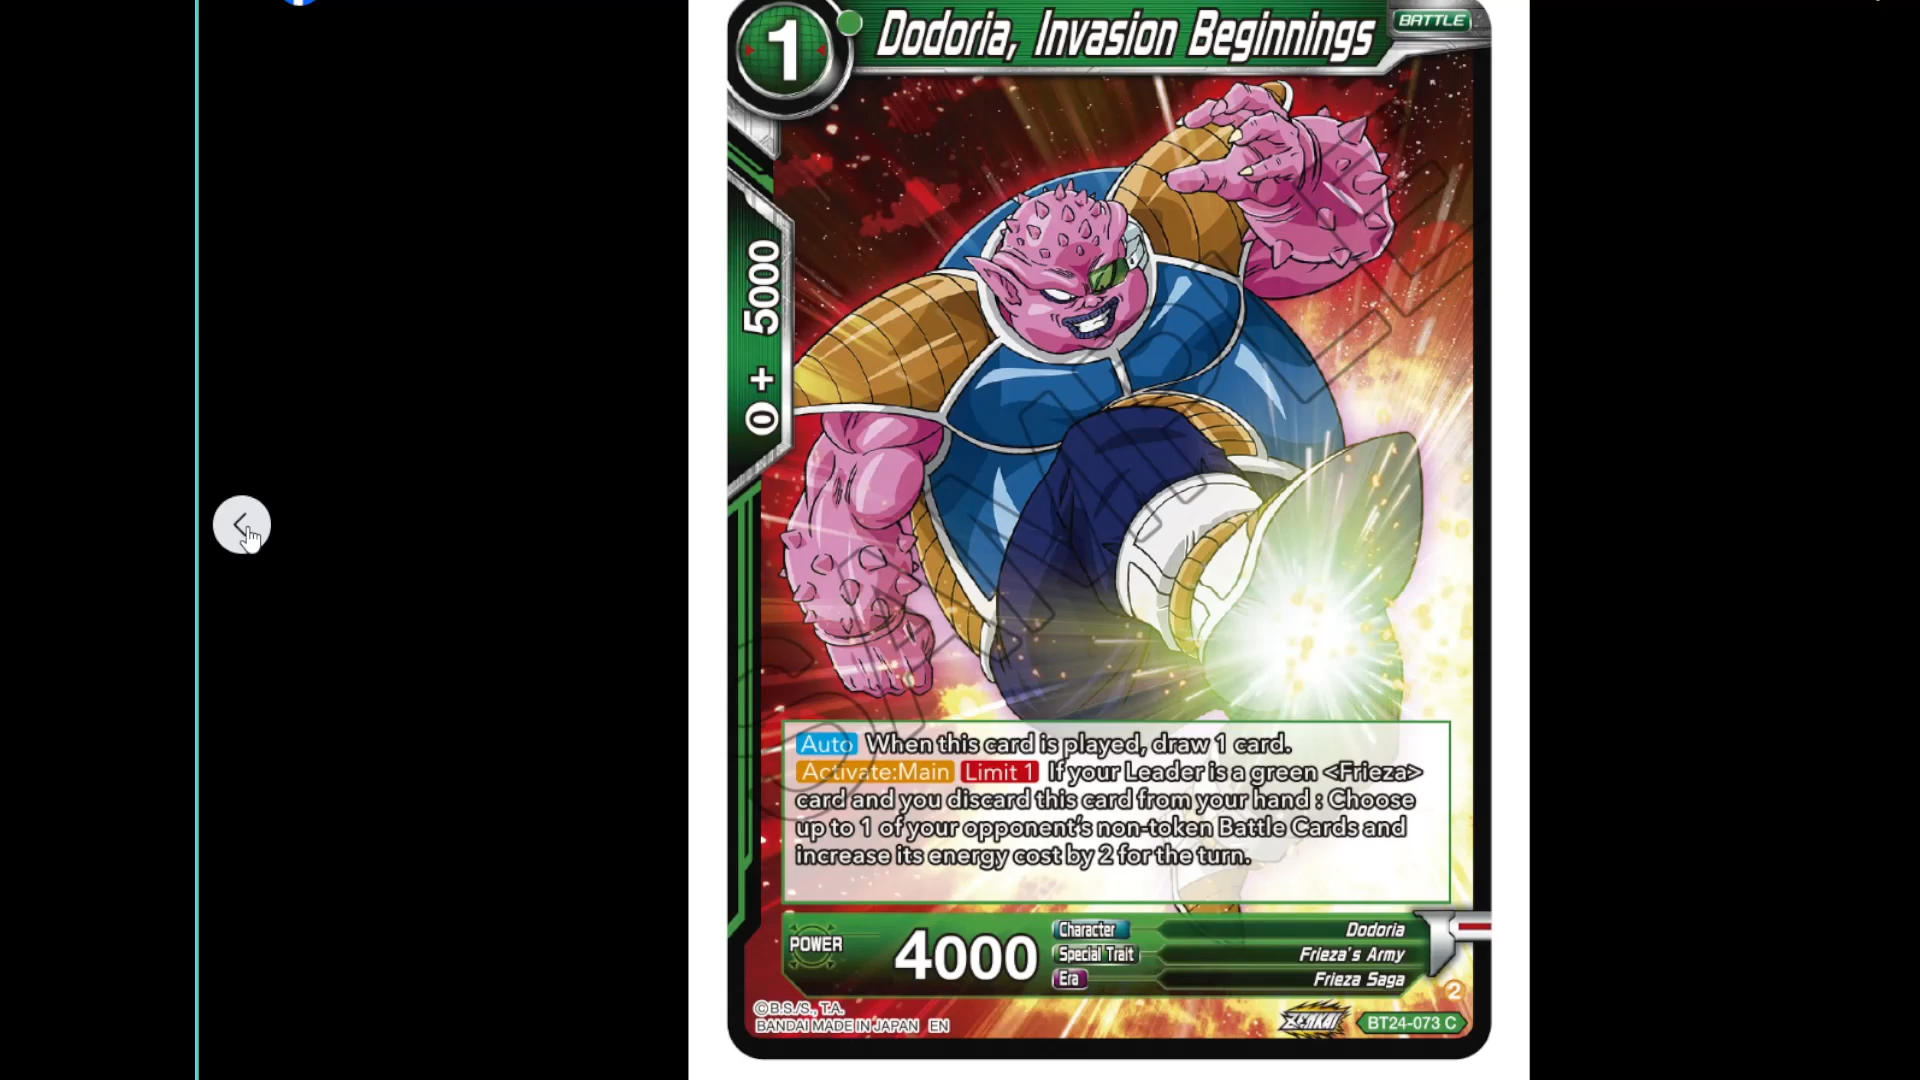 1
Dodoria, Invasion Beginnings
BATTLE
0 + 5000
Auto When this card is played, draw 1 card.
Activate:Main Limit 1 If your Leader is a green <Frieza>
card and you discard this card from your hand : Choose
up to 1 of your opponent's non-token Battle Cards and
increase its energy cost by 2 for the turn.
POWER
4000
Character Dodoria
Special Trait Frieza's Army
Era Frieza Saga
2
©B.S./S., T.A.
BANDAI MADE IN JAPAN EN
ZENKAI
BT24-073 C
SAMPLE